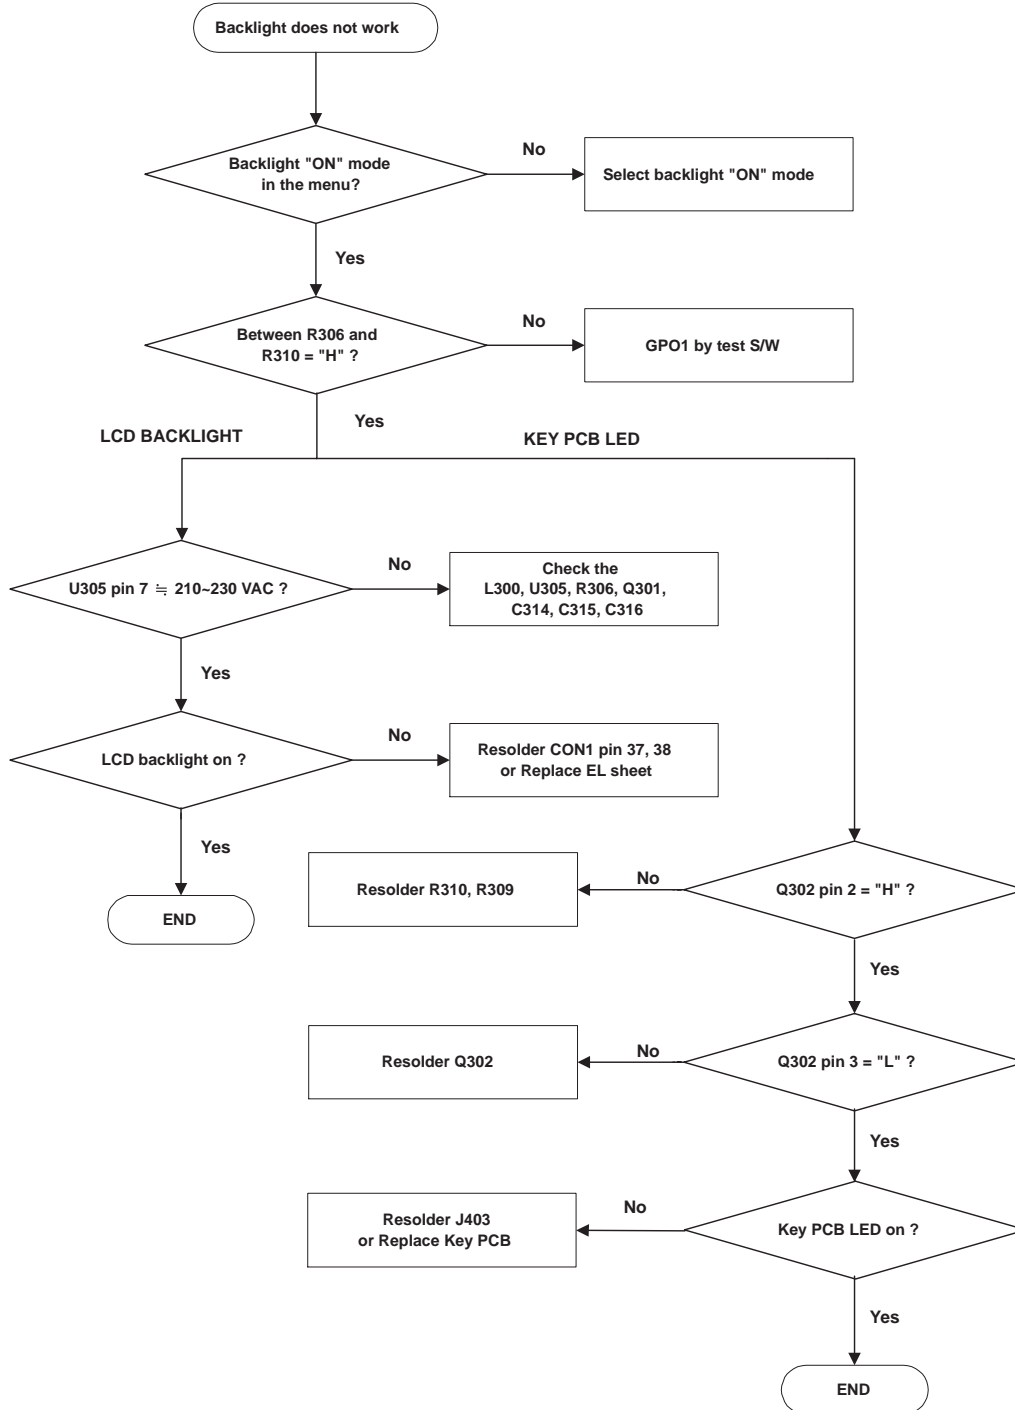 Backlight does not work
Backlight "ON" mode
in the menu?
No
Select backlight "ON" mode
Yes
Between R306 and
R310 = "H" ?
No
GPO1 by test S/W
Yes
LCD BACKLIGHT
KEY PCB LED
U305 pin 7 ≒ 210~230 VAC ?
No
Check the
L300, U305, R306, Q301,
C314, C315, C316
Yes
LCD backlight on ?
No
Resolder CON1 pin 37, 38
or Replace EL sheet
Yes
END
Q302 pin 2 = "H" ?
No
Resolder R310, R309
Yes
Q302 pin 3 = "L" ?
No
Resolder Q302
Yes
Key PCB LED on ?
No
Resolder J403
or Replace Key PCB
Yes
END